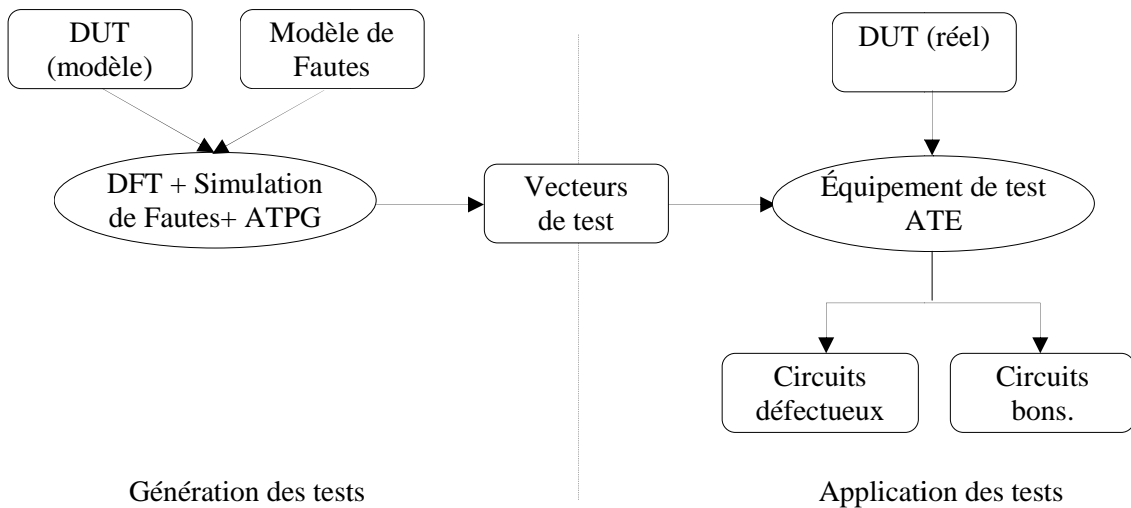 DUT
(modèle)
Modèle de
Fautes
DUT (réel)
DFT + Simulation
de Fautes+ ATPG
Vecteurs
de test
Équipement de test
ATE
Circuits
défectueux
Circuits
bons.
Génération des tests
Application des tests